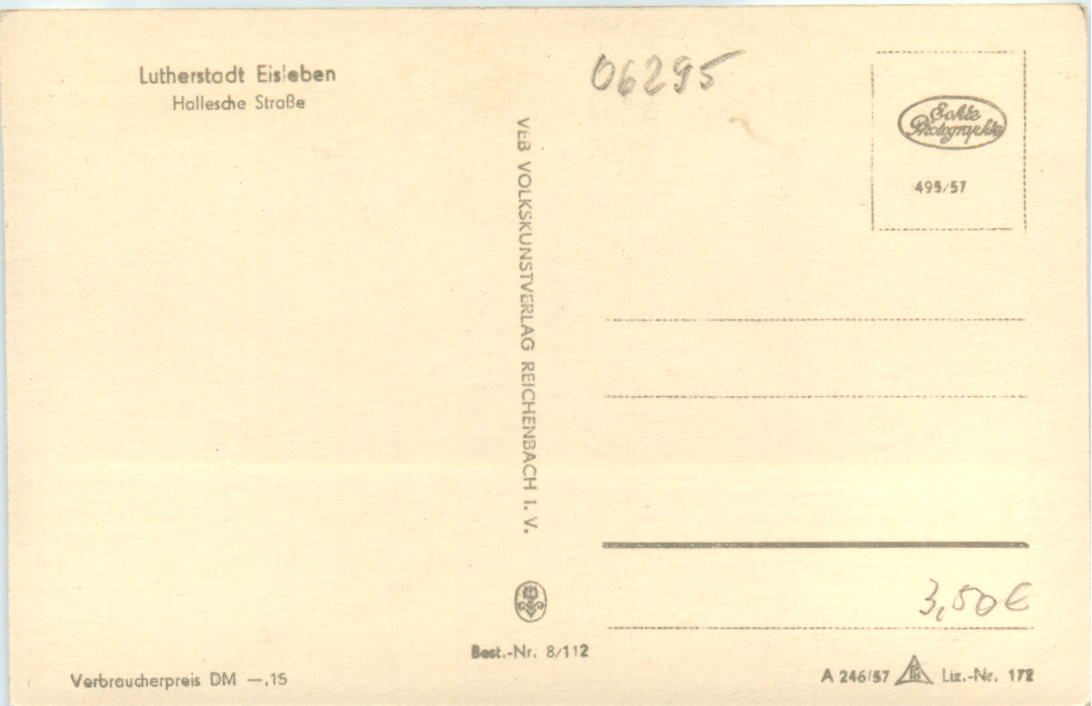 Lutherstadt Eisleben
Hallesche Straße
06295
Echte
Photographie
495/57
VEB VOLKSKUNSTVERLAG REICHENBACH i. V.
3,50€
Best.-Nr. 8/112
Verbraucherpreis DM —,15
A 246/57
Liz.-Nr. 172